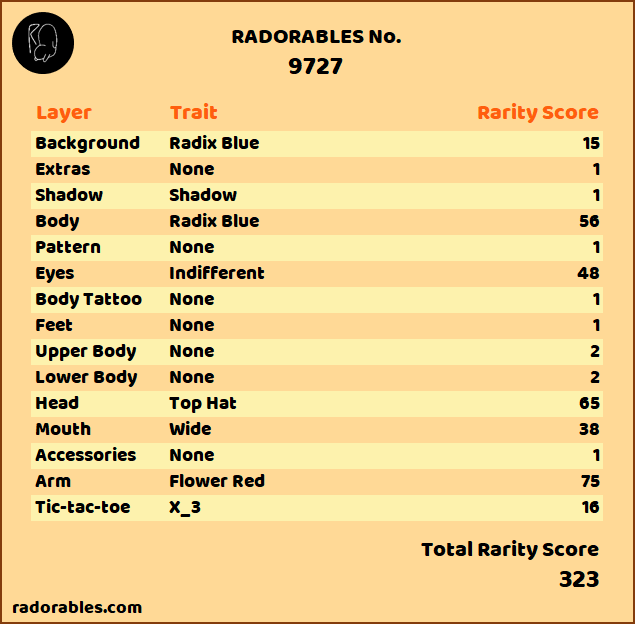 RADORABLES No.
9727
Layer Trait Rarity Score
Background Radix Blue 15
Extras None 1
Shadow Shadow 1
Body Radix Blue 56
Pattern None 1
Eyes Indifferent 48
Body Tattoo None 1
Feet None 1
Upper Body None 2
Lower Body None 2
Head Top Hat 65
Mouth Wide 38
Accessories None 1
Arm Flower Red 75
Tic-tac-toe X_3 16
Total Rarity Score
323
radorables.com